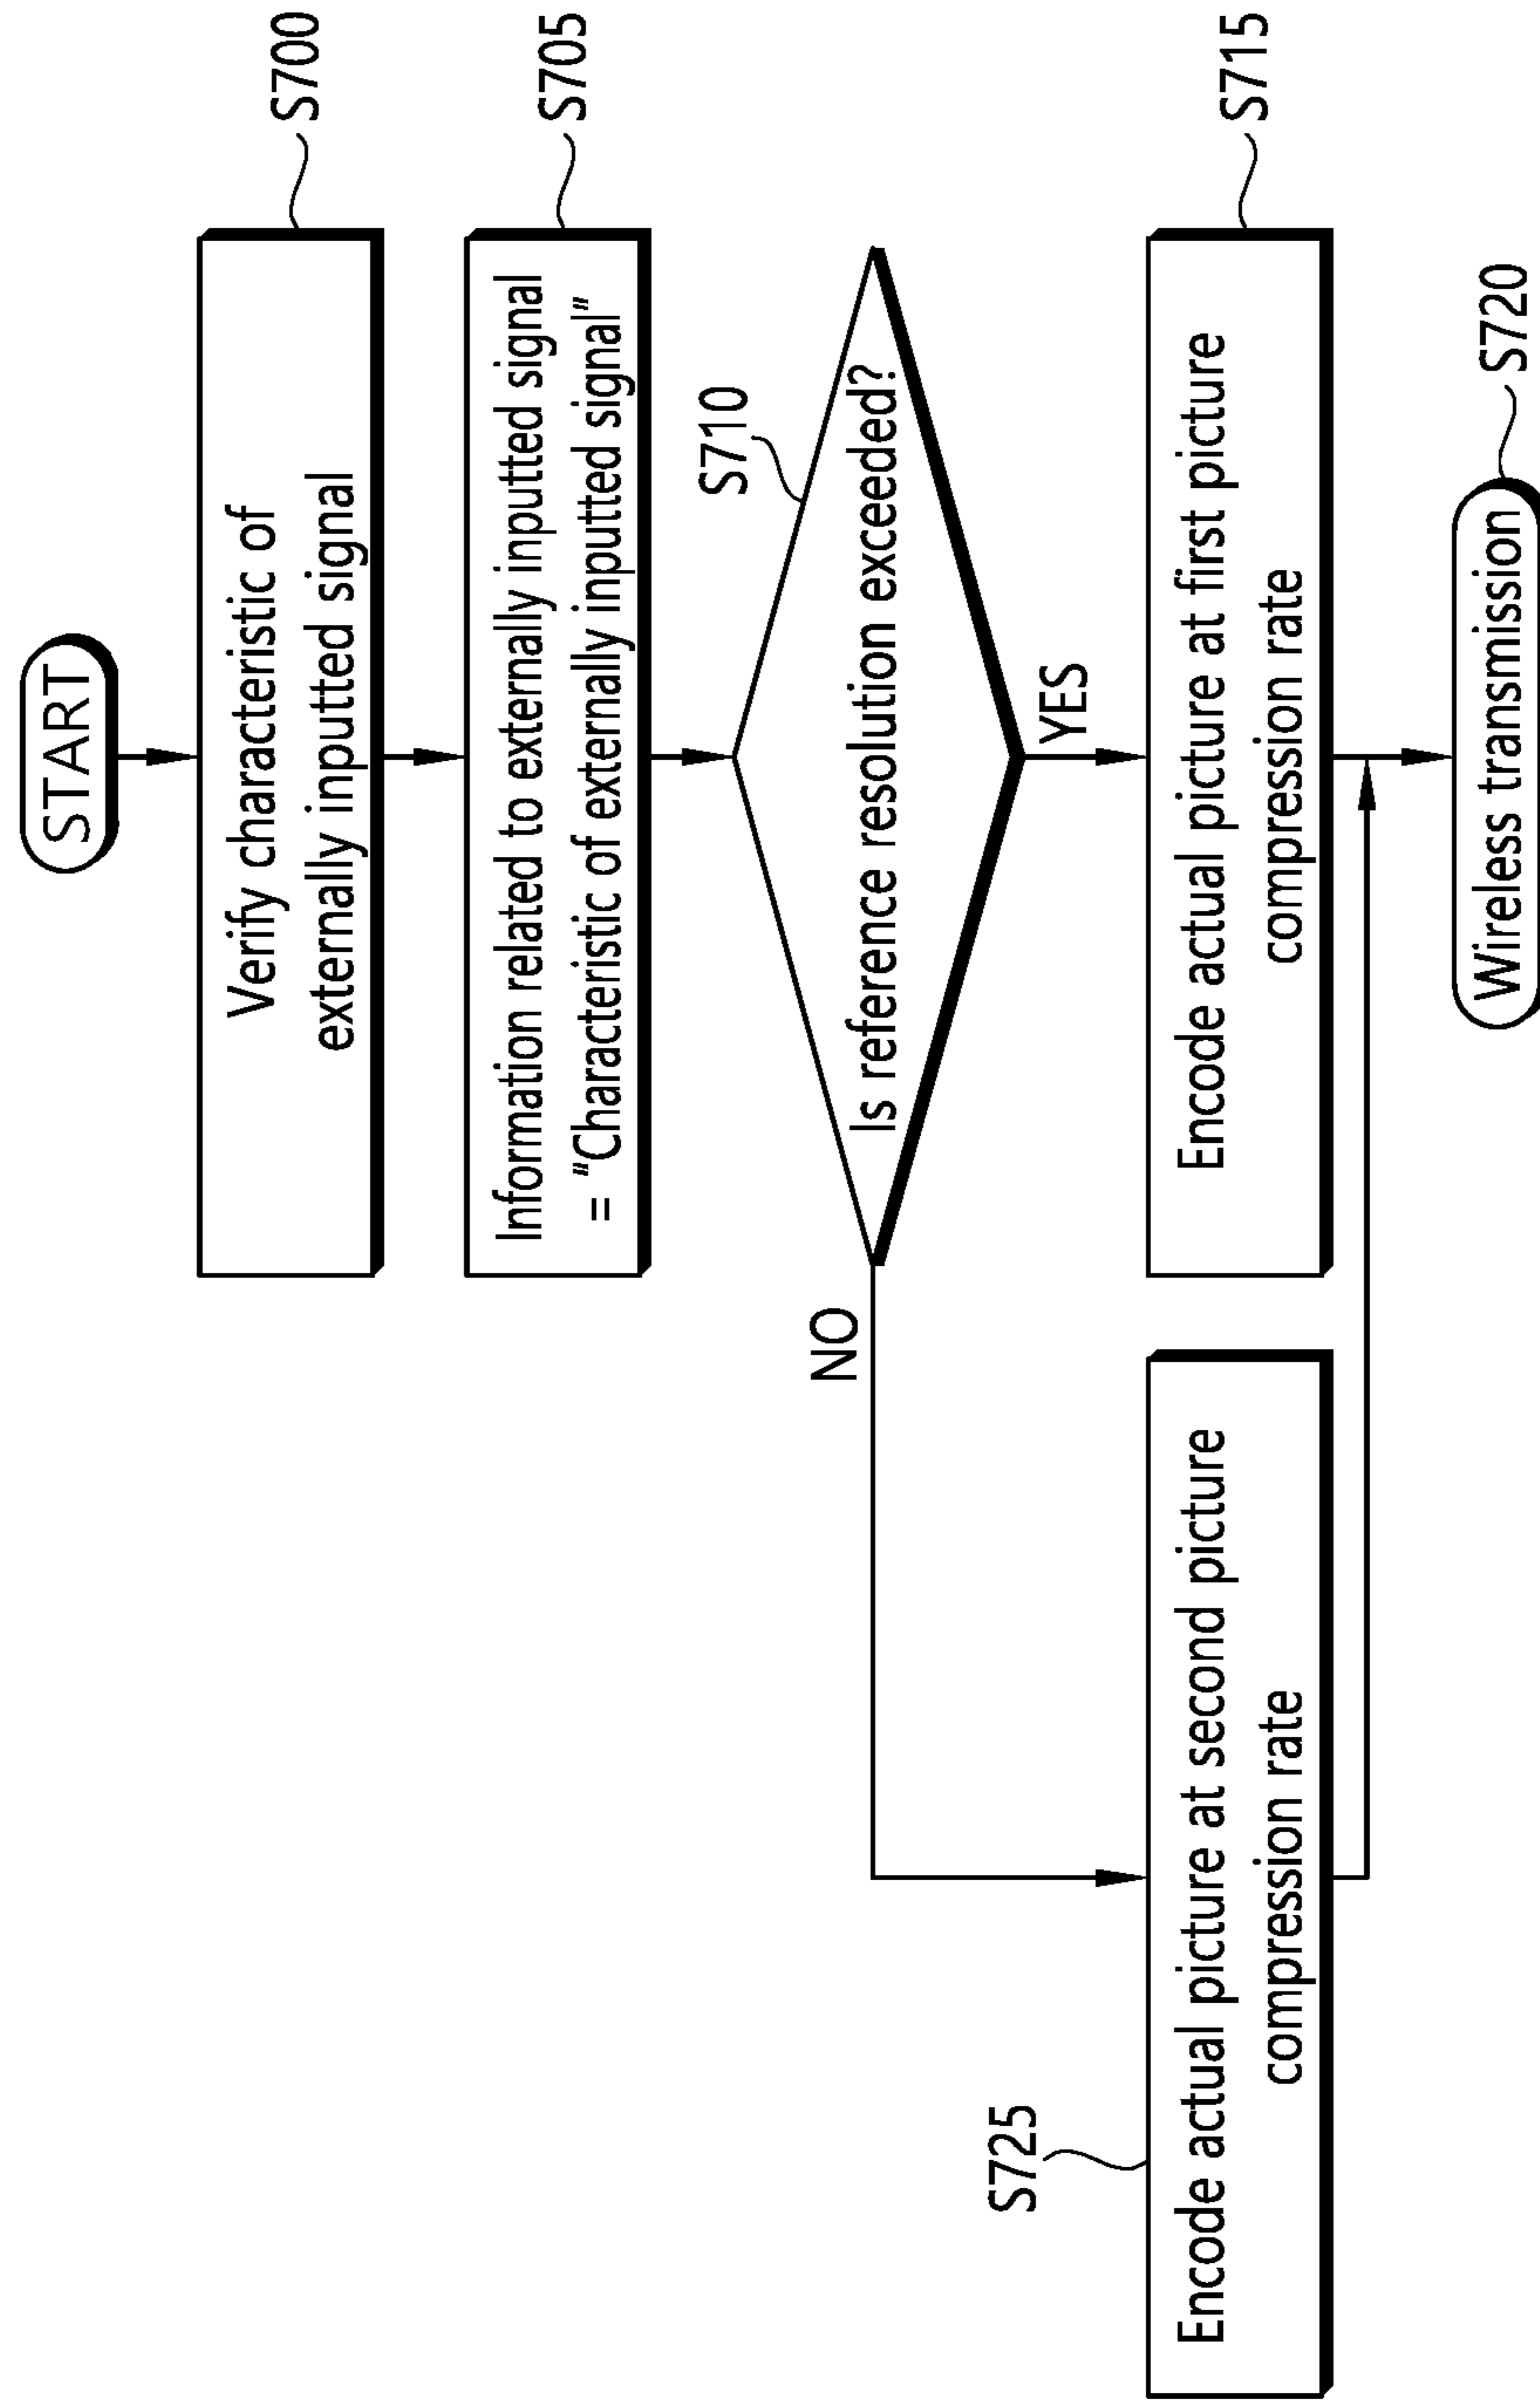 START
Verify characteristic of
externally inputted signal
S700
Information related to externally inputted signal
= "Characteristic of externally inputted signal"
S705
S710
Is reference resolution exceeded?
NO
YES
S725
Encode actual picture at second picture
compression rate
Encode actual picture at first picture
compression rate
S715
Wireless transmission
S720